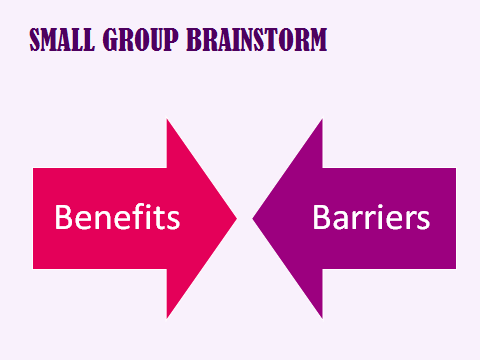 SMALL GROUP BRAINSTORM
Benefits
Barriers